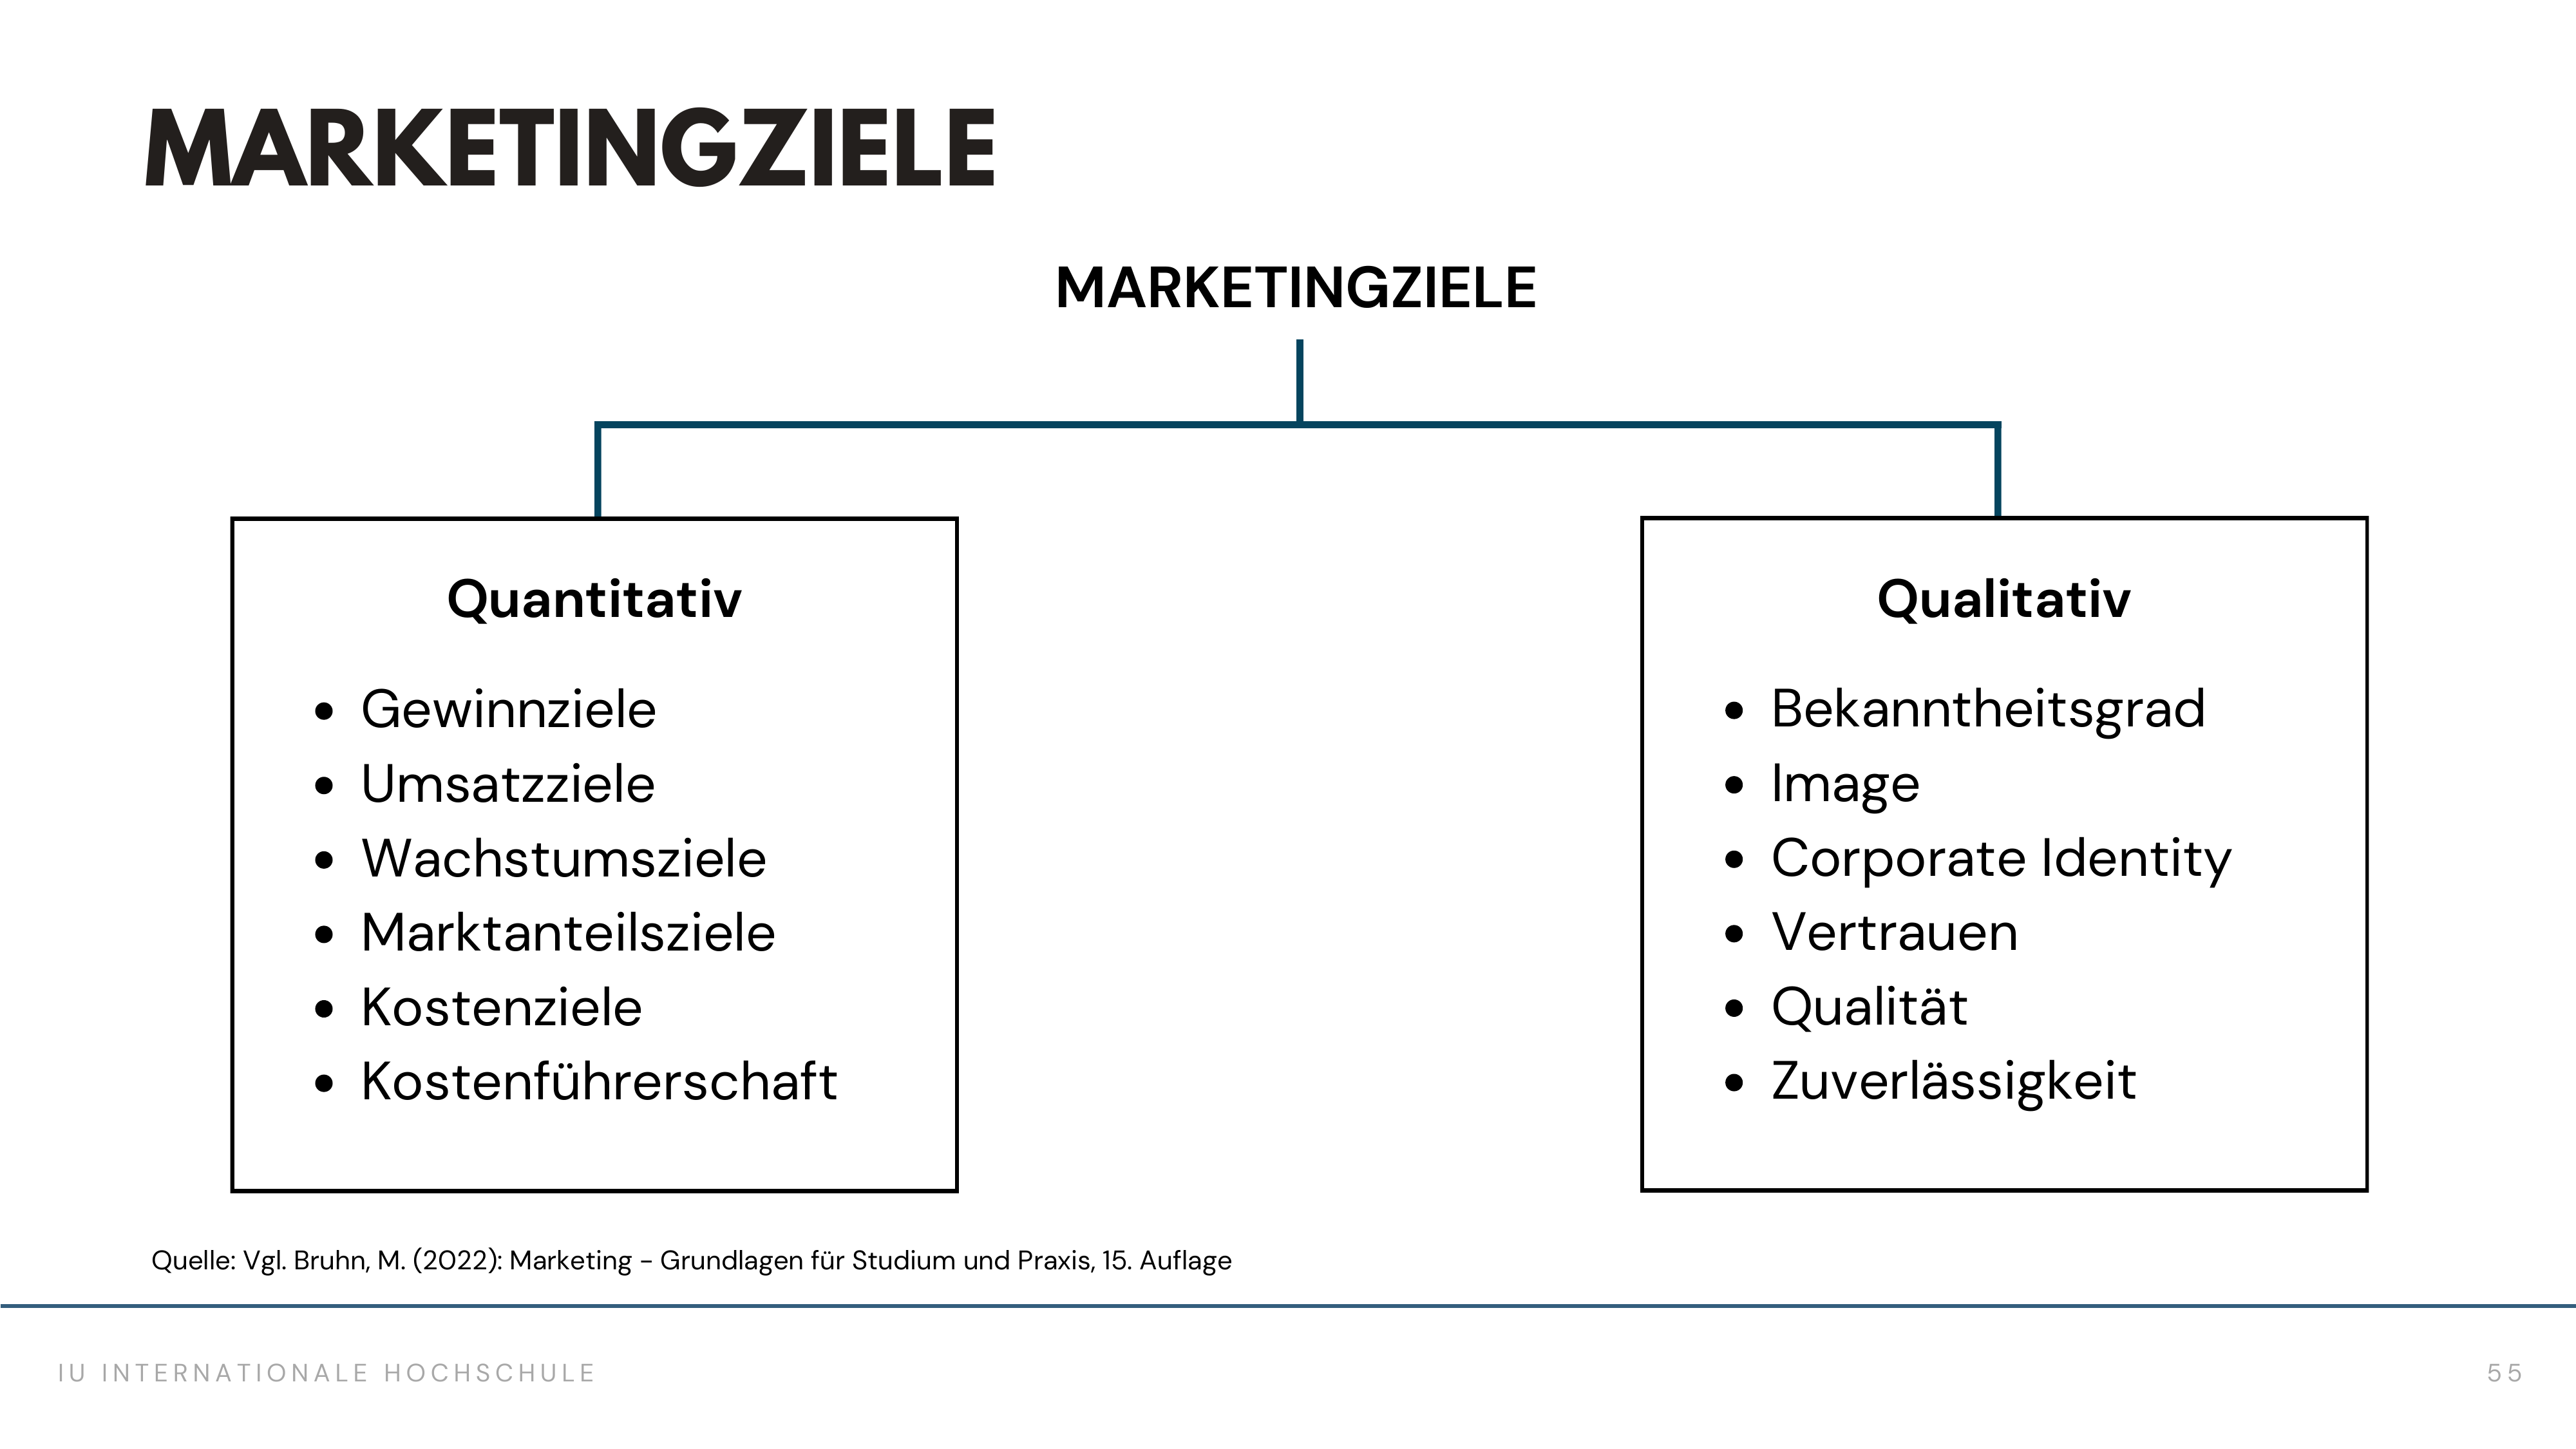 MARKETINGZIELE
MARKETINGZIELE
Quantitativ
• Gewinnziele
• Umsatzziele
• Wachstumsziele
• Marktanteilsziele
• Kostenziele
• Kostenführerschaft
Qualitativ
• Bekanntheitsgrad
• Image
• Corporate Identity
• Vertrauen
• Qualität
• Zuverlässigkeit
Quelle: Vgl. Bruhn, M. (2022): Marketing – Grundlagen für Studium und Praxis, 15. Auflage
IU INTERNATIONALE HOCHSCHULE
55